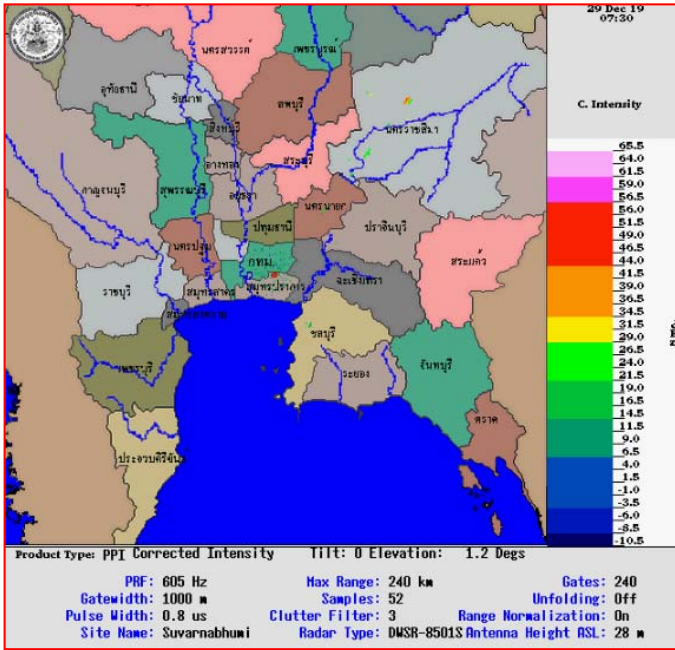 29 Dec 19
07:30
C. Intensity
นครสวรรค์
เพชรบูรณ์
อุทัยธานี
ชัยนาท
ลพบุรี
สิงหบุรี
นครราชสีมา
อ่างทอง
สระบุรี
กาญจนบุรี
สุพรรณบุรี
อยุธยา
นครนายก
ปราจีนบุรี
ปทุมธานี
นครปฐม
สระแก้ว
กทม.
ราชบุรี
สมุทรสาคร
สมุทรปราการ
ฉะเชิงเทรา
ชลบุรี
เพชรบุรี
ระยอง
จันทบุรี
ตราด
ประจวบคีรีขันธ์
65.5
64.0
61.5
59.0
56.5
56.0
51.5
49.0
46.5
44.0
41.5
39.0
36.5
34.5
31.5
29.0
26.5
24.0
21.5
19.0
16.5
14.5
11.5
9.0
6.5
4.0
1.5
-1.0
-3.5
-6.0
-8.5
-10.5
Product Type: PPI Corrected Intensity Tilt: 0 Elevation: 1.2 Degs
PRF: 605 Hz Max Range: 240 km Gates: 240
Gatewidth: 1000 m Samples: 52 Unfolding: Off
Pulse Width: 0.8 us Clutter Filter: 3 Range Normalization: On
Site Name: Suvarnabhumi Radar Type: DWSR-8501S Antenna Height ASL: 28 m